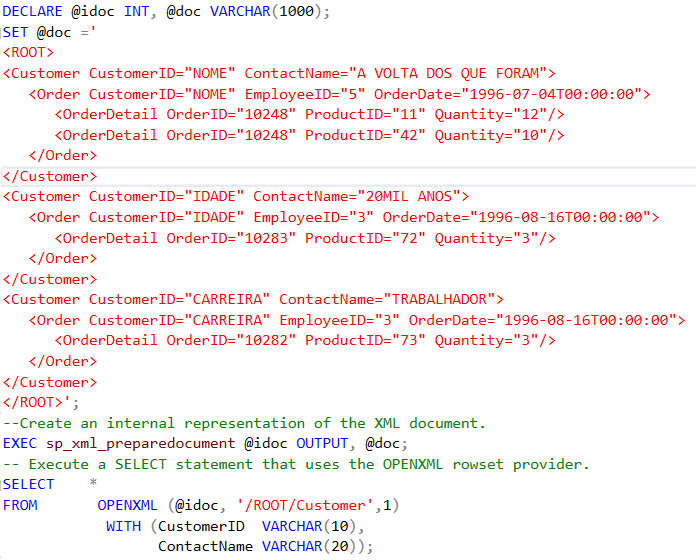 DECLARE @idoc INT, @doc VARCHAR(1000);
SET @doc ='
<ROOT>
<Customer CustomerID="NOME" ContactName="A VOLTA DOS QUE FORAM">
   <Order CustomerID="NOME" EmployeeID="5" OrderDate="1996-07-04T00:00:00">
      <OrderDetail OrderID="10248" ProductID="11" Quantity="12"/>
      <OrderDetail OrderID="10248" ProductID="42" Quantity="10"/>
   </Order>
</Customer>
<Customer CustomerID="IDADE" ContactName="20MIL ANOS">
   <Order CustomerID="IDADE" EmployeeID="3" OrderDate="1996-08-16T00:00:00">
      <OrderDetail OrderID="10283" ProductID="72" Quantity="3"/>
   </Order>
</Customer>
<Customer CustomerID="CARREIRA" ContactName="TRABALHADOR">
   <Order CustomerID="CARREIRA" EmployeeID="3" OrderDate="1996-08-16T00:00:00">
      <OrderDetail OrderID="10282" ProductID="73" Quantity="3"/>
   </Order>
</Customer>
</ROOT>';
--Create an internal representation of the XML document.
EXEC sp_xml_preparedocument @idoc OUTPUT, @doc;
-- Execute a SELECT statement that uses the OPENXML rowset provider.
SELECT    *
FROM       OPENXML (@idoc, '/ROOT/Customer',1)
            WITH (CustomerID  VARCHAR(10),
                  ContactName VARCHAR(20));